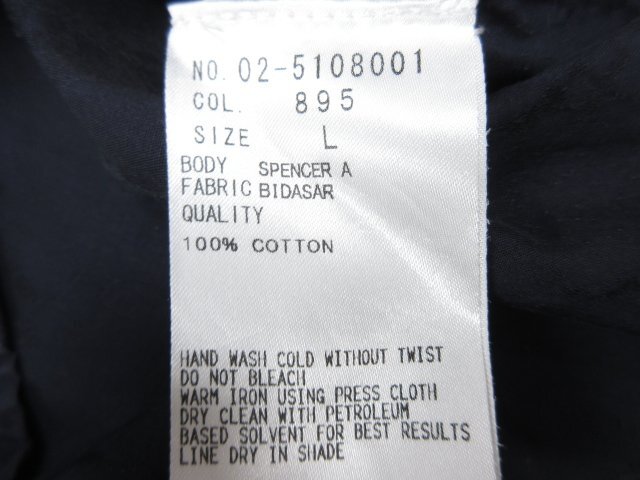 NO. 02-5108001
COL. 895
SIZE L
BODY SPENCER A
FABRIC BIDASAR
QUALITY
100% COTTON
HAND WASH COLD WITHOUT TWIST
DO NOT BLEACH
WARM IRON USING PRESS CLOTH
DRY CLEAN WITH PETROLEUM
BASED SOLVENT FOR BEST RESULTS
LINE DRY IN SHADE